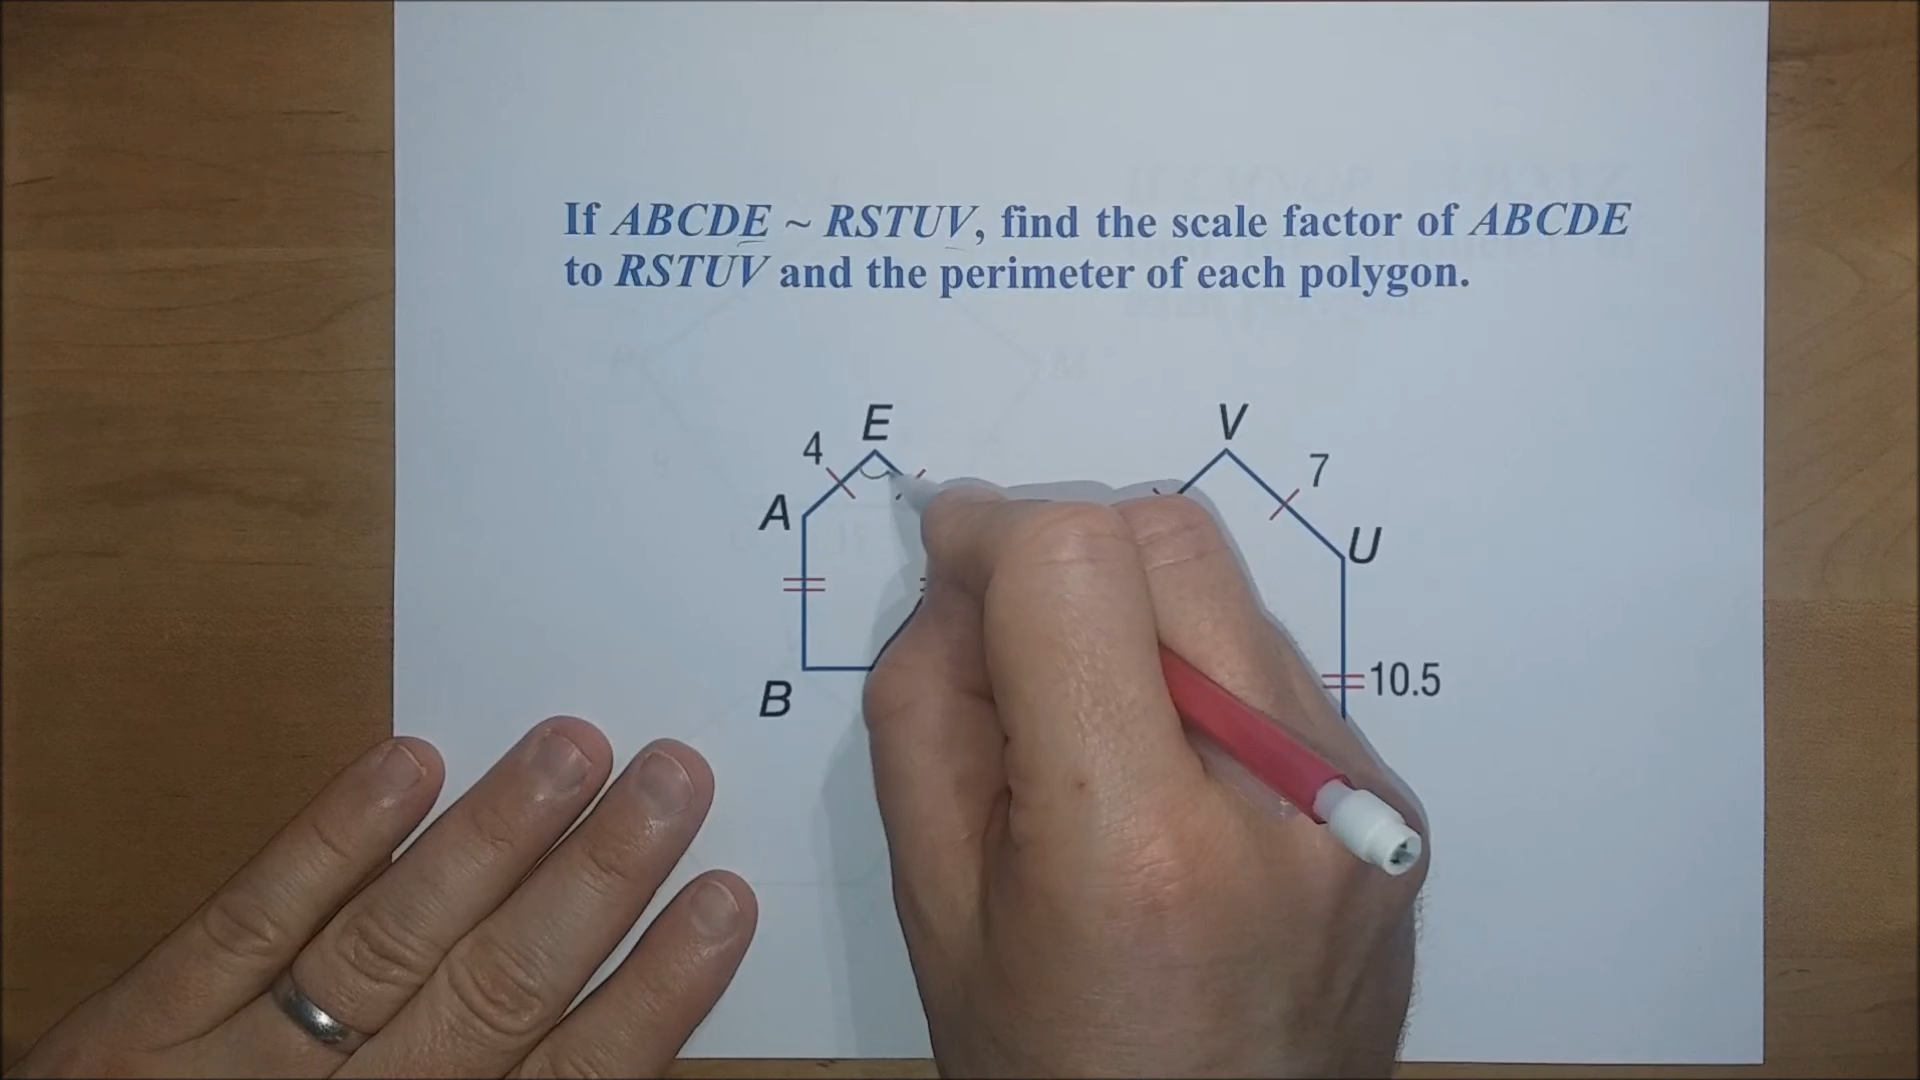 If ABCDE ~ RSTUV, find the scale factor of ABCDE
to RSTUV and the perimeter of each polygon.
E
V
4
7
A
U
10.5
B